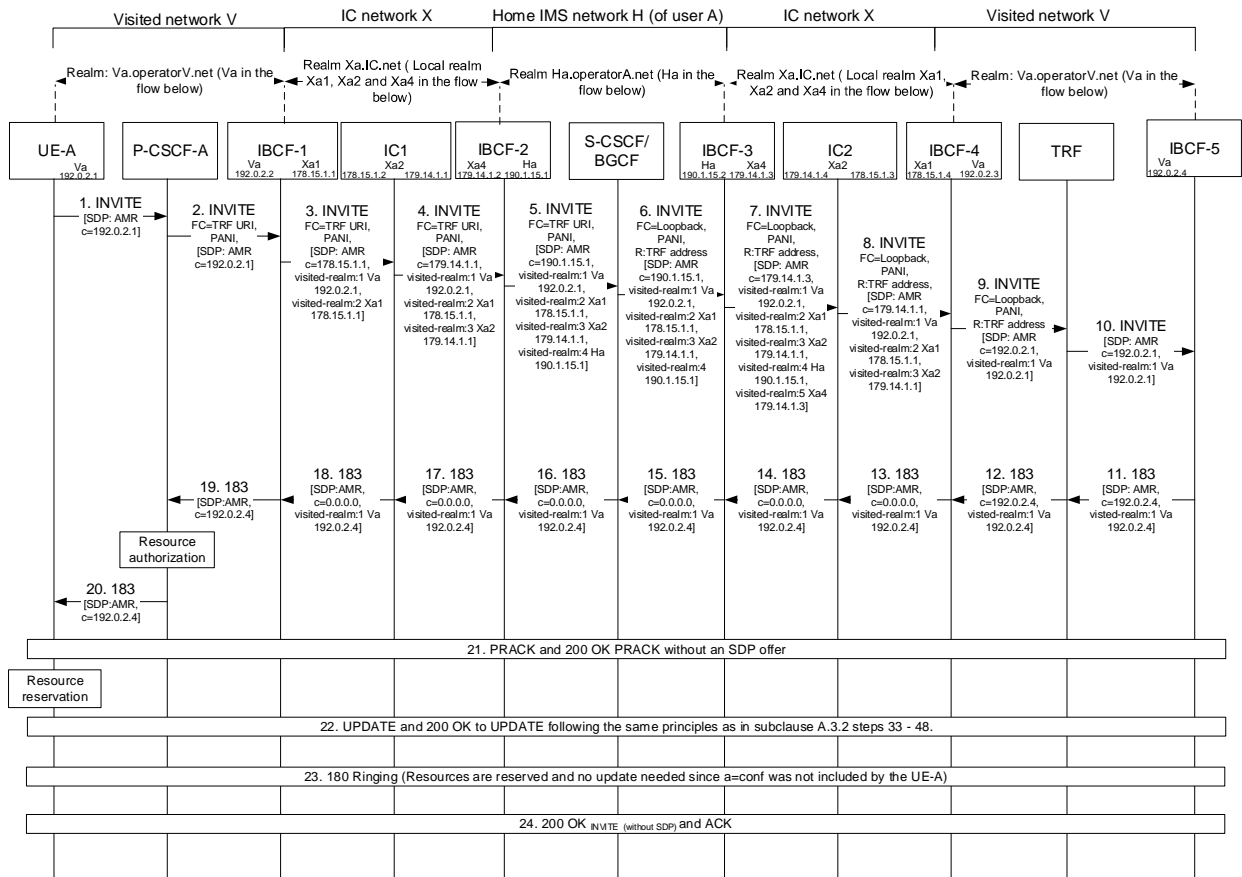 Visited network V
IC network X
Home IMS network H (of user A)
IC network X
Visited network V
Realm: Va.operatorV.net (Va in the
flow below)
Realm Xa.IC.net ( Local realm
Xa1, Xa2 and Xa4 in the flow
below)
Realm Ha.operatorA.net (Ha in the
flow below)
Realm Xa.IC.net ( Local realm Xa1,
Xa2 and Xa4 in the flow below)
Realm: Va.operatorV.net (Va in the
flow below)
UE-A
Va
192.0.2.1
P-CSCF-A
IBCF-1
Va Xa1
192.0.2.2 178.15.1.1
IC1
Xa2
178.15.1.2 179.14.1.1
IBCF-2
Xa4 Ha
179.14.1.2 190.1.15.1
S-CSCF/
BGCF
IBCF-3
Ha Xa4
190.1.15.2 179.14.1.3
IC2
Xa2
179.14.1.4 178.15.1.3
IBCF-4
Xa1 Va
178.15.1.4 192.0.2.3
TRF
IBCF-5
Va
192.0.2.4
1. INVITE
[SDP: AMR
c=192.0.2.1]
2. INVITE
FC=TRF URI,
PANI,
[SDP: AMR
c=192.0.2.1]
3. INVITE
FC=TRF URI,
PANI,
[SDP: AMR
c=178.15.1.1,
visited-realm:1 Va
192.0.2.1,
visited-realm:2 Xa1
178.15.1.1]
4. INVITE
FC=TRF URI,
PANI,
[SDP: AMR
c=179.14.1.1,
visited-realm:1 Va
192.0.2.1,
visited-realm:2 Xa1
178.15.1.1,
visited-realm:3 Xa2
179.14.1.1]
5. INVITE
FC=TRF URI,
PANI,
[SDP: AMR
c=190.1.15.1,
visited-realm:1 Va
192.0.2.1,
visited-realm:2 Xa1
178.15.1.1,
visited-realm:3 Xa2
179.14.1.1,
visited-realm:4 Ha
190.1.15.1]
6. INVITE
FC=Loopback,
PANI,
R:TRF address
[SDP: AMR
c=190.1.15.1,
visited-realm:1 Va
192.0.2.1,
visited-realm:2 Xa1
178.15.1.1,
visited-realm:3 Xa2
179.14.1.1,
visited-realm:4
190.1.15.1]
7. INVITE
FC=Loopback,
PANI,
R:TRF address,
[SDP: AMR
c=179.14.1.3,
visited-realm:1 Va
192.0.2.1,
visited-realm:2 Xa1
178.15.1.1,
visited-realm:3 Xa2
179.14.1.1,
visited-realm:4 Ha
190.1.15.1,
visited-realm:5 Xa4
179.14.1.3]
8. INVITE
FC=Loopback,
PANI,
R:TRF address,
[SDP: AMR
c=179.14.1.1,
visited-realm:1 Va
192.0.2.1,
visited-realm:2 Xa1
178.15.1.1,
visited-realm:3 Xa2
179.14.1.1]
9. INVITE
FC=Loopback,
PANI,
R:TRF address
[SDP: AMR
c=192.0.2.1,
visited-realm:1 Va
192.0.2.1]
10. INVITE
[SDP: AMR
c=192.0.2.1,
visited-realm:1 Va
192.0.2.1]
19. 183
[SDP:AMR,
c=192.0.2.4]
18. 183
[SDP:AMR,
c=0.0.0.0,
visited-realm:1 Va
192.0.2.4]
17. 183
[SDP:AMR,
c=0.0.0.0,
visited-realm:1 Va
192.0.2.4]
16. 183
[SDP:AMR,
c=0.0.0.0,
visited-realm:1 Va
192.0.2.4]
15. 183
[SDP:AMR,
c=0.0.0.0,
visited-realm:1 Va
192.0.2.4]
14. 183
[SDP:AMR,
c=0.0.0.0,
visited-realm:1 Va
192.0.2.4]
13. 183
[SDP:AMR,
c=0.0.0.0,
visited-realm:1 Va
192.0.2.4]
12. 183
[SDP:AMR,
c=192.0.2.4,
visted-realm:1 Va
192.0.2.4]
11. 183
[SDP:AMR,
c=192.0.2.4,
visted-realm:1 Va
192.0.2.4]
Resource
authorization
20. 183
[SDP:AMR,
c=192.0.2.4]
21. PRACK and 200 OK PRACK without an SDP offer
Resource
reservation
22. UPDATE and 200 OK to UPDATE following the same principles as in subclause A.3.2 steps 33 - 48.
23. 180 Ringing (Resources are reserved and no update needed since a=conf was not included by the UE-A)
24. 200 OK INVITE (without SDP) and ACK